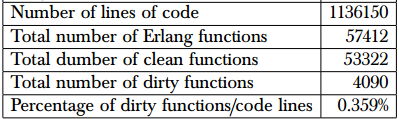 Number of lines of code 1136150
Total number of Erlang functions 57412
Total dumber of clean functions 53322
Total number of dirty functions 4090
Percentage of dirty functions/code lines 0.359%